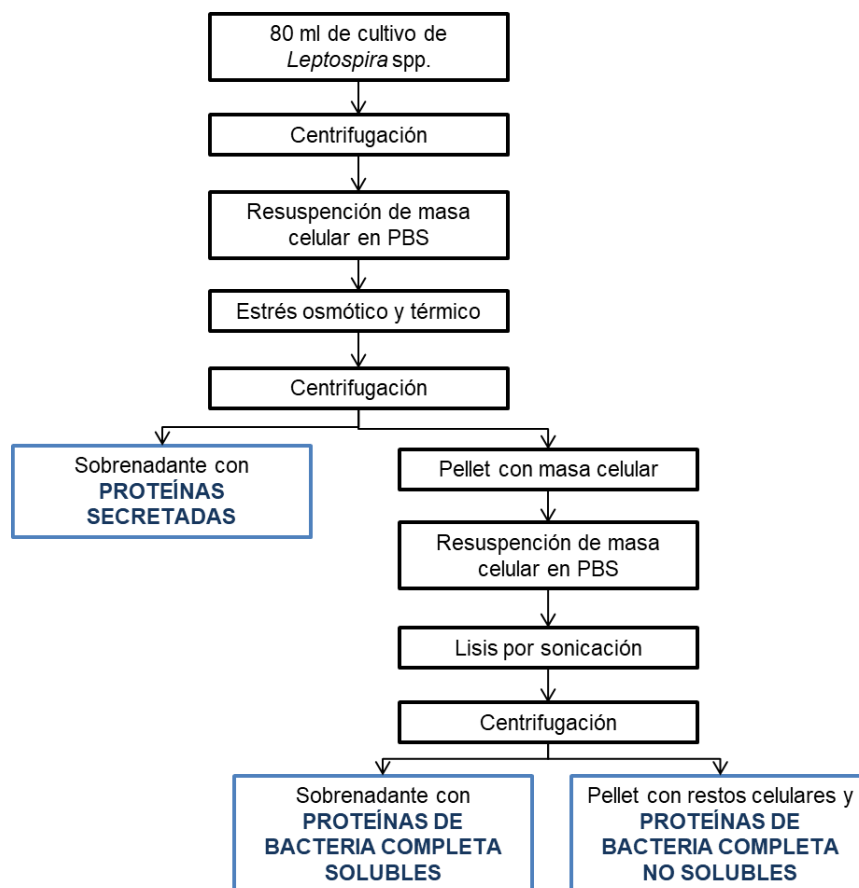 80 ml de cultivo de
Leptospira spp.
Centrifugación
Resuspención de masa
celular en PBS
Estrés osmótico y térmico
Centrifugación
Sobrenadante con
PROTEÍNAS
SECRETADAS
Pellet con masa celular
Resuspención de masa
celular en PBS
Lisis por sonicación
Centrifugación
Sobrenadante con
PROTEÍNAS DE
BACTERIA COMPLETA
SOLUBLES
Pellet con restos celulares y
PROTEÍNAS DE
BACTERIA COMPLETA
NO SOLUBLES